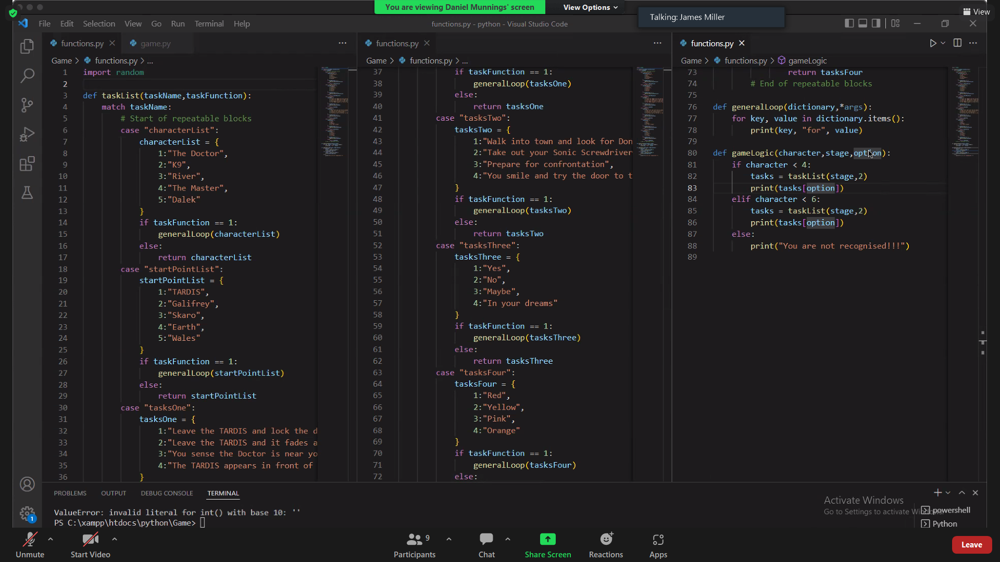 You are viewing Daniel Munnings' screen
View Options
Talking: James Miller
View
File Edit Selection View Go Run Terminal Help
functions.py - python - Visual Studio Code
functions.py
game.py
Game > functions.py > ...
1 import random
2
3 def taskList(taskName,taskFunction):
4 match taskName:
5 # Start of repeatable blocks
6 case "characterList":
7 characterList = {
8 1:"The Doctor",
9 2:"K9",
10 3:"River",
11 4:"The Master",
12 5:"Dalek"
13 }
14 if taskFunction == 1:
15 generalLoop(characterList)
16 else:
17 return characterList
18 case "startPointList":
19 startPointList = {
20 1:"TARDIS",
21 2:"Galifrey",
22 3:"Skaro",
23 4:"Earth",
24 5:"Wales"
25 }
26 if taskFunction == 1:
27 generalLoop(startPointList)
28 else:
29 return startPointList
30 case "tasksOne":
31 tasksOne = {
32 1:"Leave the TARDIS and lock the d
33 2:"Leave the TARDIS and it fades a
34 3:"You sense the Doctor is near yo
35 4:"The TARDIS appears in front of
36 }
functions.py
Game > functions.py > ...
37 if taskFunction == 1:
38 generalLoop(tasksOne)
39 else:
40 return tasksOne
41 case "tasksTwo":
42 tasksTwo = {
43 1:"Walk into town and look for Don
44 2:"Take out your Sonic Screwdriver
45 3:"Prepare for confrontation",
46 4:"You smile and try the door to t
47 }
48 if taskFunction == 1:
49 generalLoop(tasksTwo)
50 else:
51 return tasksTwo
52 case "tasksThree":
53 tasksThree = {
54 1:"Yes",
55 2:"No",
56 3:"Maybe",
57 4:"In your dreams"
58 }
59 if taskFunction == 1:
60 generalLoop(tasksThree)
61 else:
62 return tasksThree
63 case "tasksFour":
64 tasksFour = {
65 1:"Red",
66 2:"Yellow",
67 3:"Pink",
68 4:"Orange"
69 }
70 if taskFunction == 1:
71 generalLoop(tasksFour)
72 else:
functions.py
Game > functions.py > gameLogic
73 return tasksFour
74 # End of repeatable blocks
75
76 def generalLoop(dictionary,*args):
77 for key, value in dictionary.items():
78 print(key, "for", value)
79
80 def gameLogic(character,stage,option):
81 if character < 4:
82 tasks = taskList(stage,2)
83 print(tasks[option])
84 elif character < 6:
85 tasks = taskList(stage,2)
86 print(tasks[option])
87 else:
88 print("You are not recognised!!!")
89
PROBLEMS OUTPUT DEBUG CONSOLE TERMINAL
ValueError: invalid literal for int() with base 10: ''
PS C:\xampp\htdocs\python\Game>
Activate Windows
Go to Settings to activate Windows.
powershell
Python
1
Unmute
Start Video
9
Participants
Chat
Share Screen
Reactions
Apps
Leave